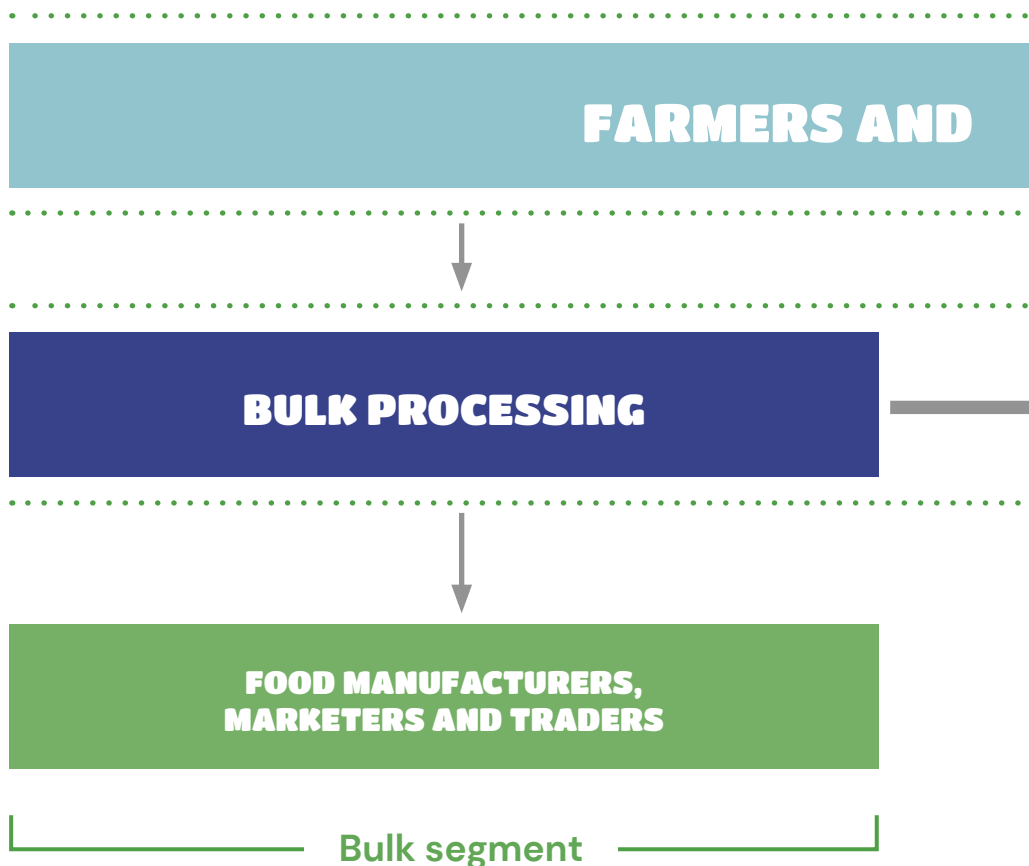 FARMERS AND
BULK PROCESSING
FOOD MANUFACTURERS,
MARKETERS AND TRADERS
Bulk segment